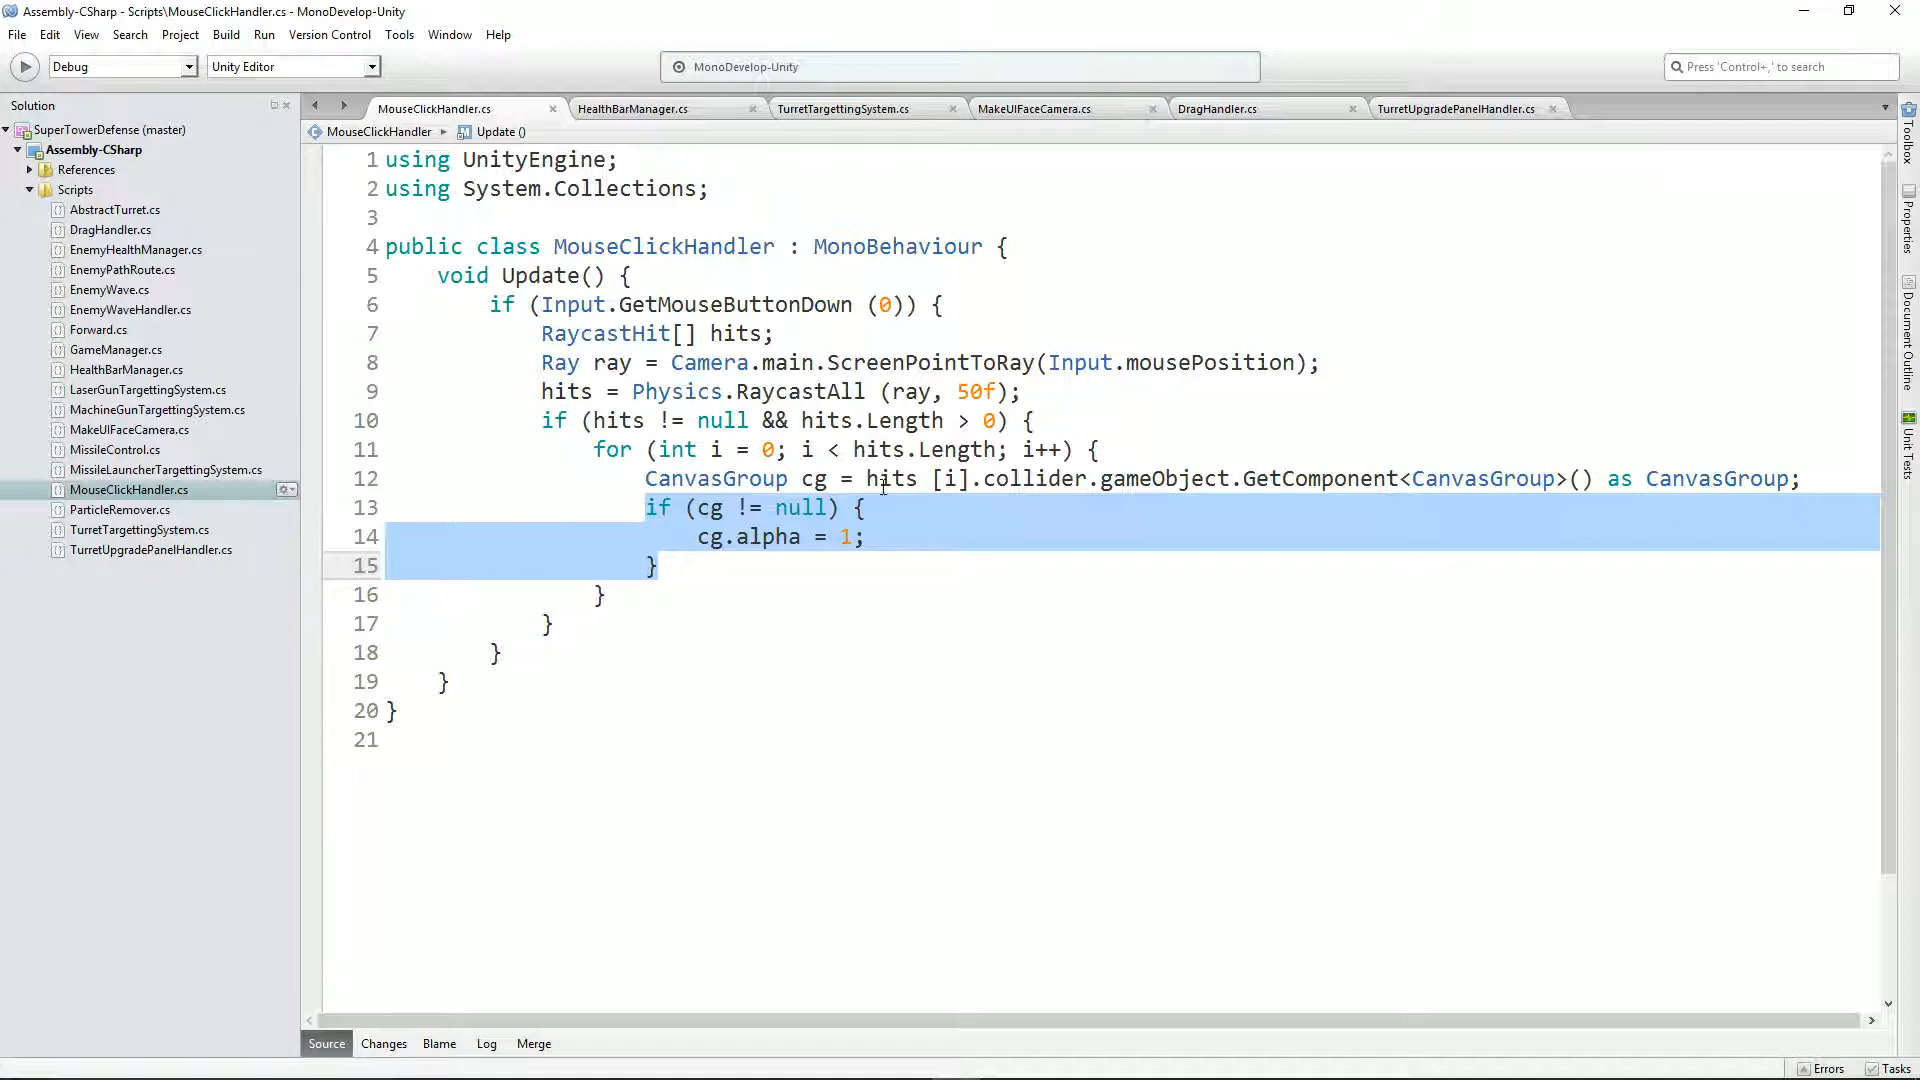 Assembly-CSharp - Scripts\MouseClickHandler.cs - MonoDevelop-Unity
File Edit View Search Project Build Run Version Control Tools Window Help
Debug Unity Editor MonoDevelop-Unity Press 'Control+,' to search
Solution
SuperTowerDefense (master)
Assembly-CSharp
References
Scripts
AbstractTurret.cs
DragHandler.cs
EnemyHealthManager.cs
EnemyPathRoute.cs
EnemyWave.cs
EnemyWaveHandler.cs
Forward.cs
GameManager.cs
HealthBarManager.cs
LaserGunTargettingSystem.cs
MachineGunTargettingSystem.cs
MakeUIFaceCamera.cs
MissileControl.cs
MissileLauncherTargettingSystem.cs
MouseClickHandler.cs
ParticleRemover.cs
TurretTargettingSystem.cs
TurretUpgradePanelHandler.cs
MouseClickHandler.cs HealthBarManager.cs TurretTargettingSystem.cs MakeUIFaceCamera.cs DragHandler.cs TurretUpgradePanelHandler.cs
MouseClickHandler Update ()
1 using UnityEngine;
2 using System.Collections;
3
4 public class MouseClickHandler : MonoBehaviour {
5 void Update() {
6 if (Input.GetMouseButtonDown (0)) {
7 RaycastHit[] hits;
8 Ray ray = Camera.main.ScreenPointToRay(Input.mousePosition);
9 hits = Physics.RaycastAll (ray, 50f);
10 if (hits != null && hits.Length > 0) {
11 for (int i = 0; i < hits.Length; i++) {
12 CanvasGroup cg = hits [i].collider.gameObject.GetComponent<CanvasGroup>() as CanvasGroup;
13 if (cg != null) {
14 cg.alpha = 1;
15 }
16 }
17 }
18 }
19 }
20 }
21
Source Changes Blame Log Merge
Toolbox
Properties
Document Outline
Unit Tests
Errors Tasks